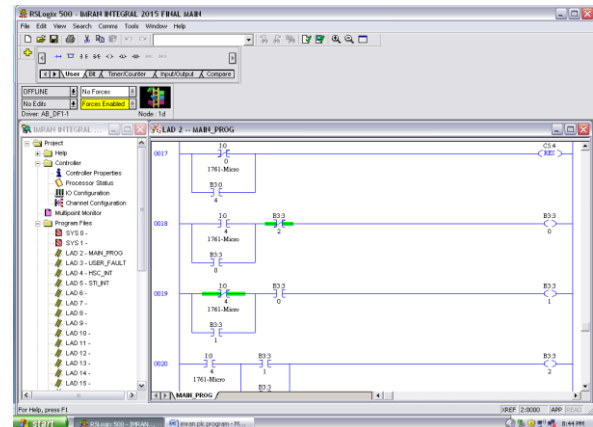 RSLogix 500 - IMRAN INTEGRAL 2015 FINAL MAIN
File Edit View Search Comms Tools Window Help
User Bit Timer/Counter Input/Output Compare
OFFLINE No Forces
No Edits Forces Enabled
Driver: AB_DF1-1 Node: 1d
IMRAN INTEGRAL ...
LAD 2 -- MAIN_PROG
Project
Help
Controller
Controller Properties
Processor Status
IO Configuration
Channel Configuration
Multipoint Monitor
Program Files
SYS 0 -
SYS 1 -
LAD 2 - MAIN_PROG
LAD 3 - USER_FAULT
LAD 4 - HSC_INT
LAD 5 - STI_INT
LAD 6 -
LAD 7 -
LAD 8 -
LAD 9 -
LAD 10 -
LAD 11 -
LAD 12 -
LAD 13 -
LAD 14 -
LAD 15 -
0017 I:0 C5:4
0 RES
1761-Micro
B3:0
4
0018 I:0 B3:3 B3:3
4 2 0
1761-Micro
B3:3
0
0019 I:0 B3:3 B3:3
4 0 1
1761-Micro
B3:3
1
0020 I:0 B3:3 B3:3
4 1 2
1761-Micro
B3:3
MAIN_PROG
For Help, press F1 XREF 2:0000 APP READ
start RSLogix 500 - IMRAN... imran plc program - M... 8:44 PM